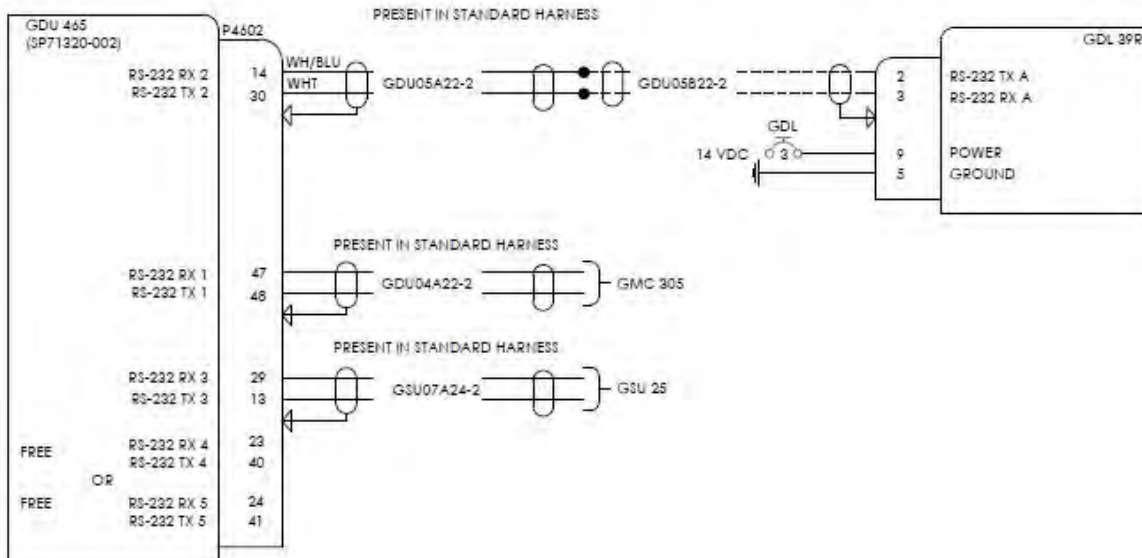 PRESENT IN STANDARD HARNESS
GDU 465
(SP71320-002)
P4602
GDL 39R
WH/BLU
RS-232 RX 2 14 GDU05A22-2 GDU05B22-2 2 RS-232 TX A
WHT
RS-232 TX 2 30 3 RS-232 RX A
GDL
14 VDC 3 9 POWER
5 GROUND
PRESENT IN STANDARD HARNESS
RS-232 RX 1 47
GDU04A22-2 GMC 305
RS-232 TX 1 48
PRESENT IN STANDARD HARNESS
RS-232 RX 3 29
GSU07A24-2 GSU 25
RS-232 TX 3 13
RS-232 RX 4 23
FREE
RS-232 TX 4 40
OR
FREE RS-232 RX 5 24
RS-232 TX 5 41